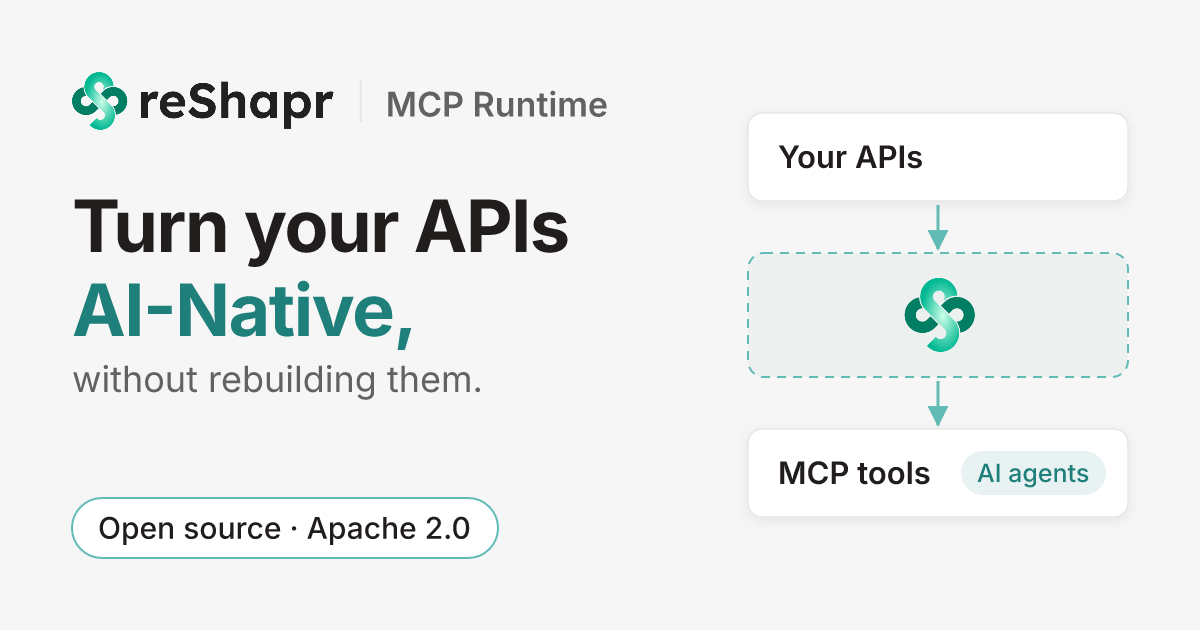 reShapr
MCP Runtime
Turn your APIs
AI-Native,
without rebuilding them.
Open source · Apache 2.0
Your APIs
MCP tools
AI agents